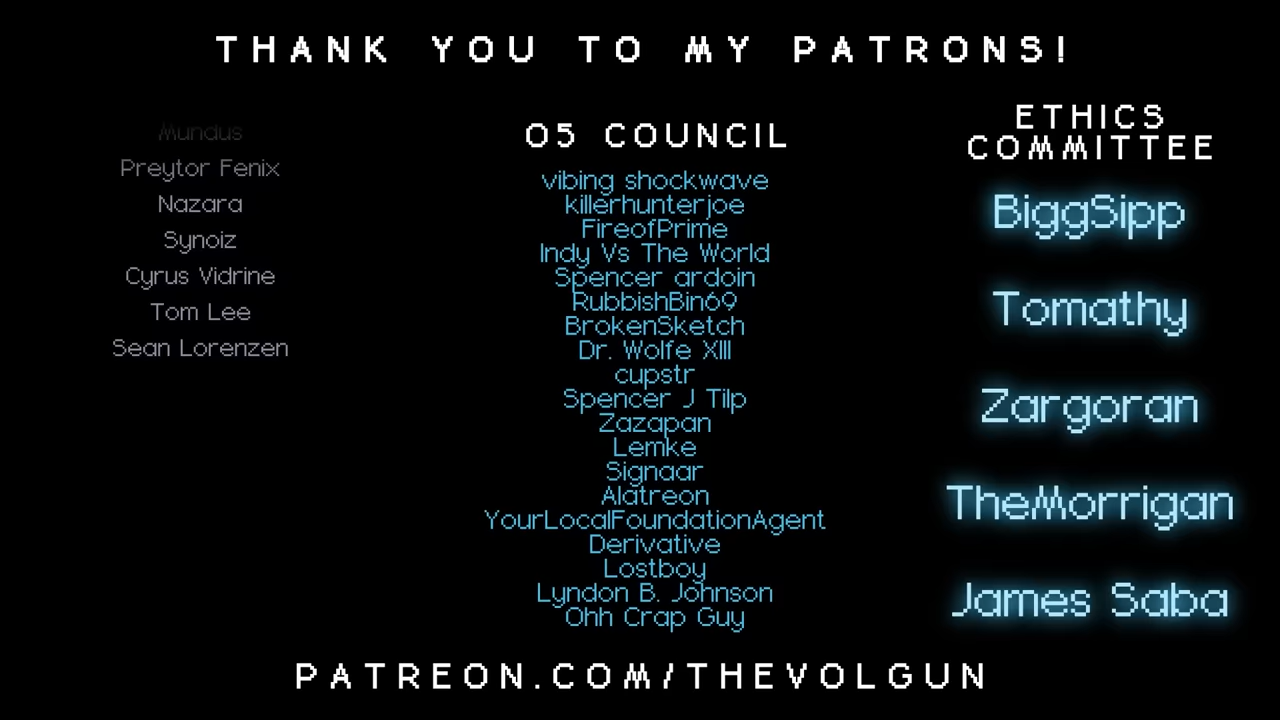 THANK YOU TO MY PATRONS!
Mundus
Preytor Fenix
Nazara
Synoiz
Cyrus Vidrine
Tom Lee
Sean Lorenzen
05 COUNCIL
vibing shockwave
killerhunterjoe
FireofPrime
Indy Vs The World
Spencer ardoin
RubbishBin69
BrokenSketch
Dr. Wolfe XIII
cupstr
Spencer J Tilp
Zazapan
Lemke
Signaar
Alatreon
YourLocalFoundationAgent
Derivative
Lostboy
Lyndon B. Johnson
Ohh Crap Guy
ETHICS
COMMITTEE
BiggSipp
Tomathy
Zargoran
TheMorrigan
James Saba
PATREON.COM/THEVOLGUN